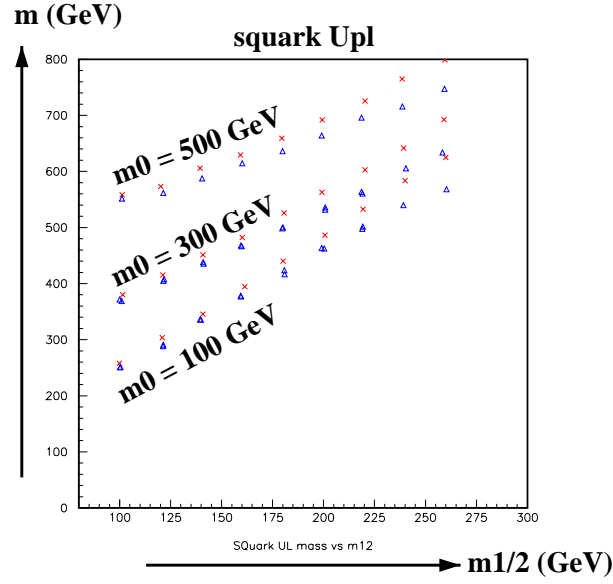 m (GeV)
squark Upl
800
700
600
500
400
300
200
100
0
m0 = 500 GeV
m0 = 300 GeV
m0 = 100 GeV
100 125 150 175 200 225 250 275 300
SQuark UL mass vs m12
m1/2 (GeV)